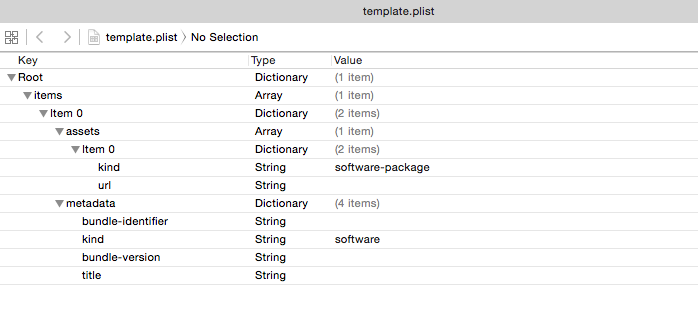 template.plist
template.plist No Selection
Key Type Value
Root Dictionary (1 item)
items Array (1 item)
Item 0 Dictionary (2 items)
assets Array (1 item)
Item 0 Dictionary (2 items)
kind String software-package
url String
metadata Dictionary (4 items)
bundle-identifier String
kind String software
bundle-version String
title String